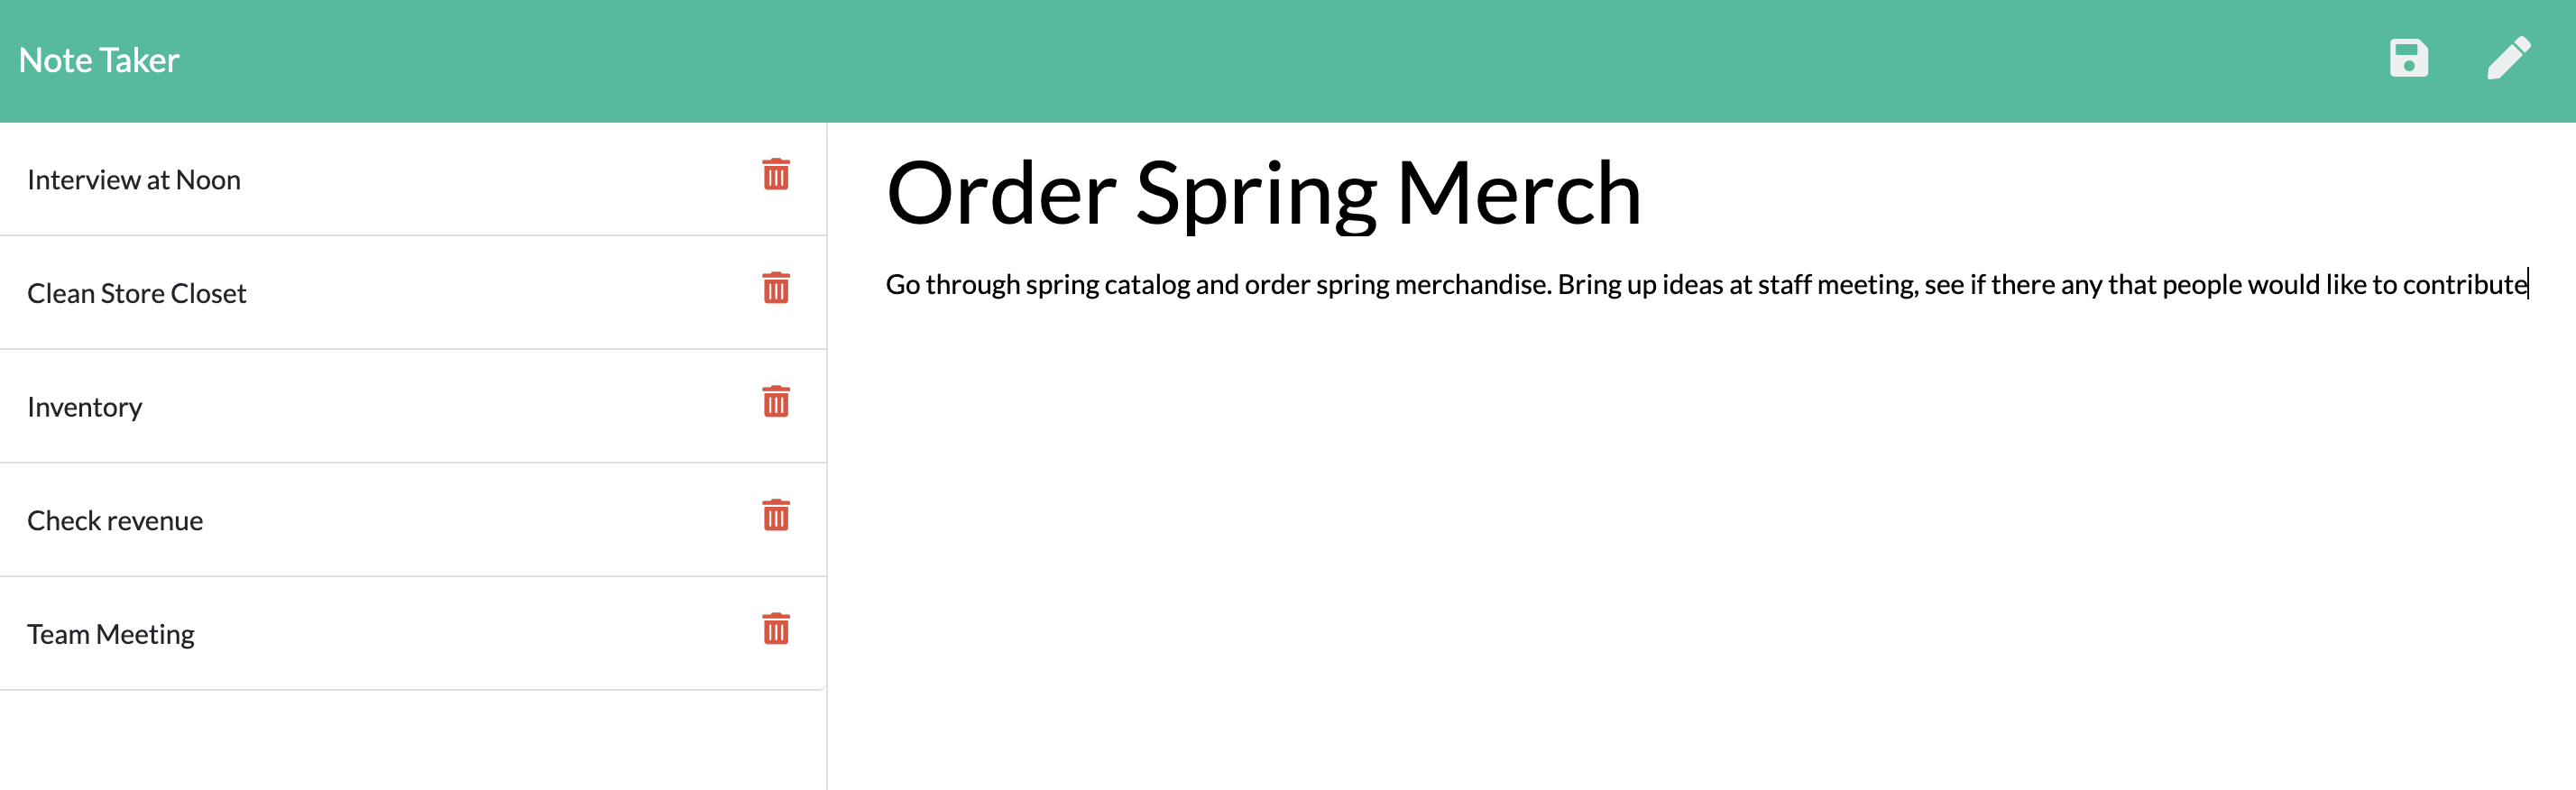 Note Taker
Interview at Noon
Clean Store Closet
Inventory
Check revenue
Team Meeting
Order Spring Merch
Go through spring catalog and order spring merchandise. Bring up ideas at staff meeting, see if there any that people would like to contribute